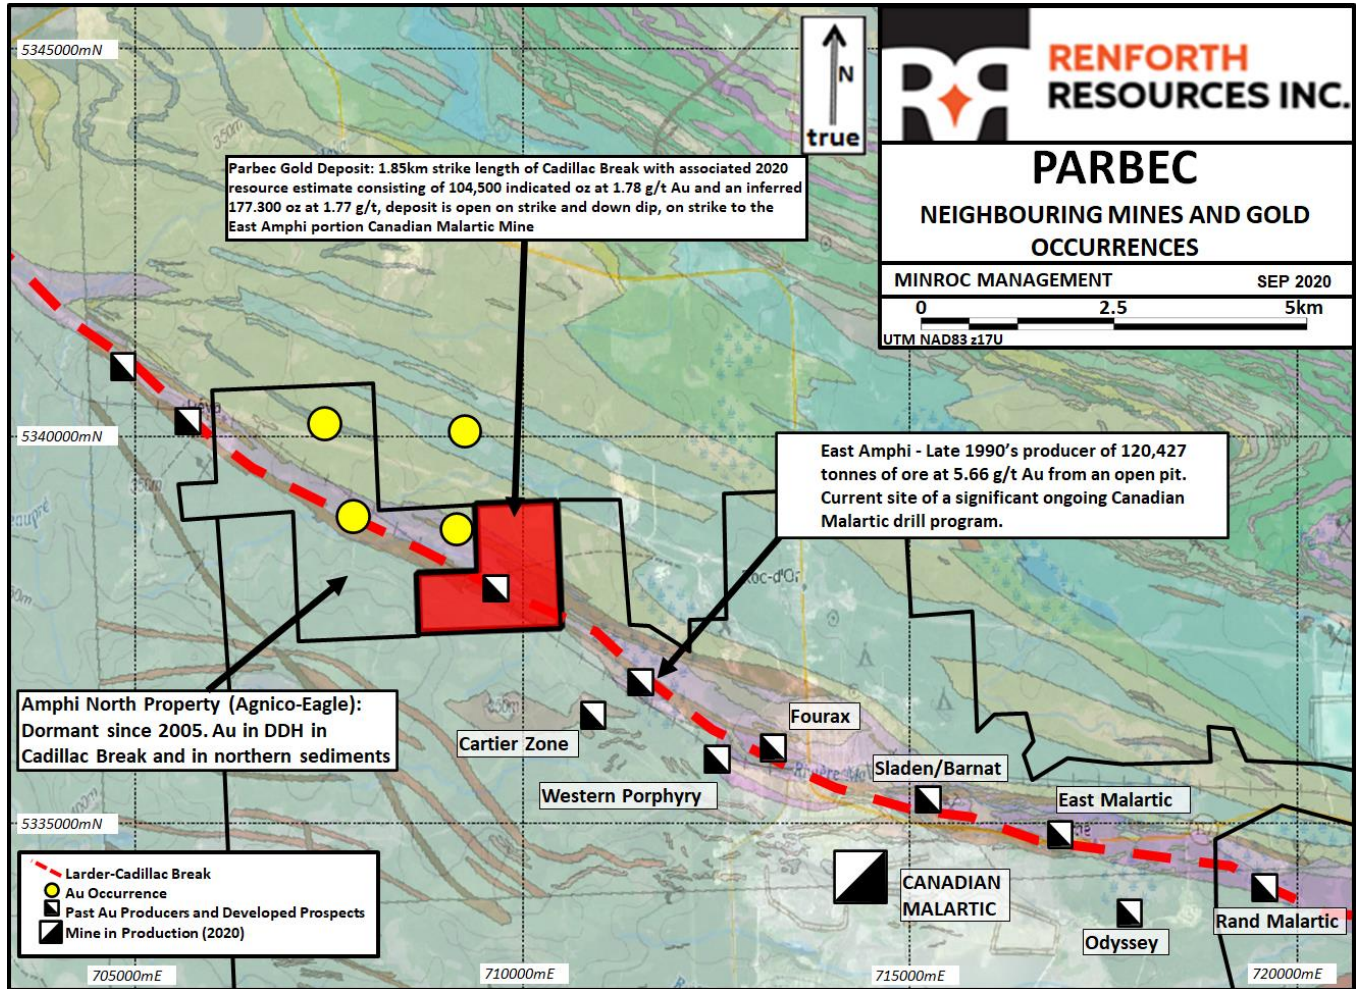 5345000mN
350m
N
true
RENFORTH
RESOURCES INC.
PARBEC
NEIGHBOURING MINES AND GOLD
OCCURRENCES
MINROC MANAGEMENT
SEP 2020
0 2.5 5km
UTM NAD83 z17U
Parbec Gold Deposit: 1.85km strike length of Cadillac Break with associated 2020
resource estimate consisting of 104,500 indicated oz at 1.78 g/t Au and an inferred
177.300 oz at 1.77 g/t, deposit is open on strike and down dip, on strike to the
East Amphi portion Canadian Malartic Mine
5340000mN
East Amphi - Late 1990's producer of 120,427
tonnes of ore at 5.66 g/t Au from an open pit.
Current site of a significant ongoing Canadian
Malartic drill program.
350m
Roc-d'Or
Amphi North Property (Agnico-Eagle):
Dormant since 2005. Au in DDH in
Cadillac Break and in northern sediments
Cartier Zone
Fourax
Western Porphyry
Sladen/Barnat
East Malartic
5335000mN
CANADIAN
MALARTIC
Odyssey
Rand Malartic
Larder-Cadillac Break
Au Occurrence
Past Au Producers and Developed Prospects
Mine in Production (2020)
705000mE
710000mE
715000mE
720000mE